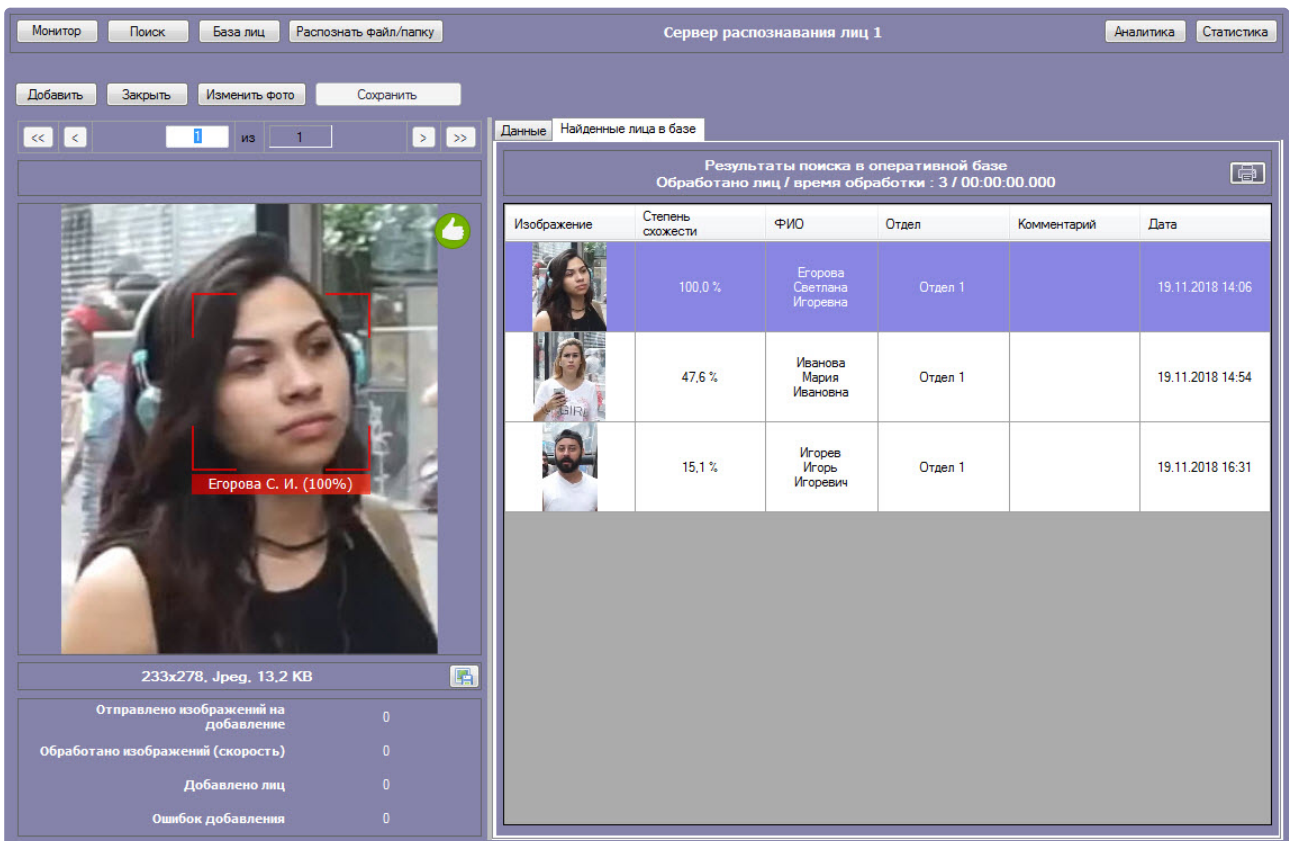 Монитор
Поиск
База лиц
Распознать файл/папку
Сервер распознавания лиц 1
Аналитика
Статистика
Добавить
Закрыть
Изменить фото
Сохранить
<<
<
1
из
1
>
>>
Егорова С. И. (100%)
233x278, Jpeg, 13,2 KB
Отправлено изображений на
добавление
0
Обработано изображений (скорость)
0
Добавлено лиц
0
Ошибок добавления
0
Данные
Найденные лица в базе
Результаты поиска в оперативной базе
Обработано лиц / время обработки : 3 / 00:00:00.000
Изображение
Степень
схожести
ФИО
Отдел
Комментарий
Дата
100,0 %
Егорова
Светлана
Игоревна
Отдел 1
19.11.2018 14:06
GIRL
47,6 %
Иванова
Мария
Ивановна
Отдел 1
19.11.2018 14:54
15,1 %
Игорев
Игорь
Игоревич
Отдел 1
19.11.2018 16:31